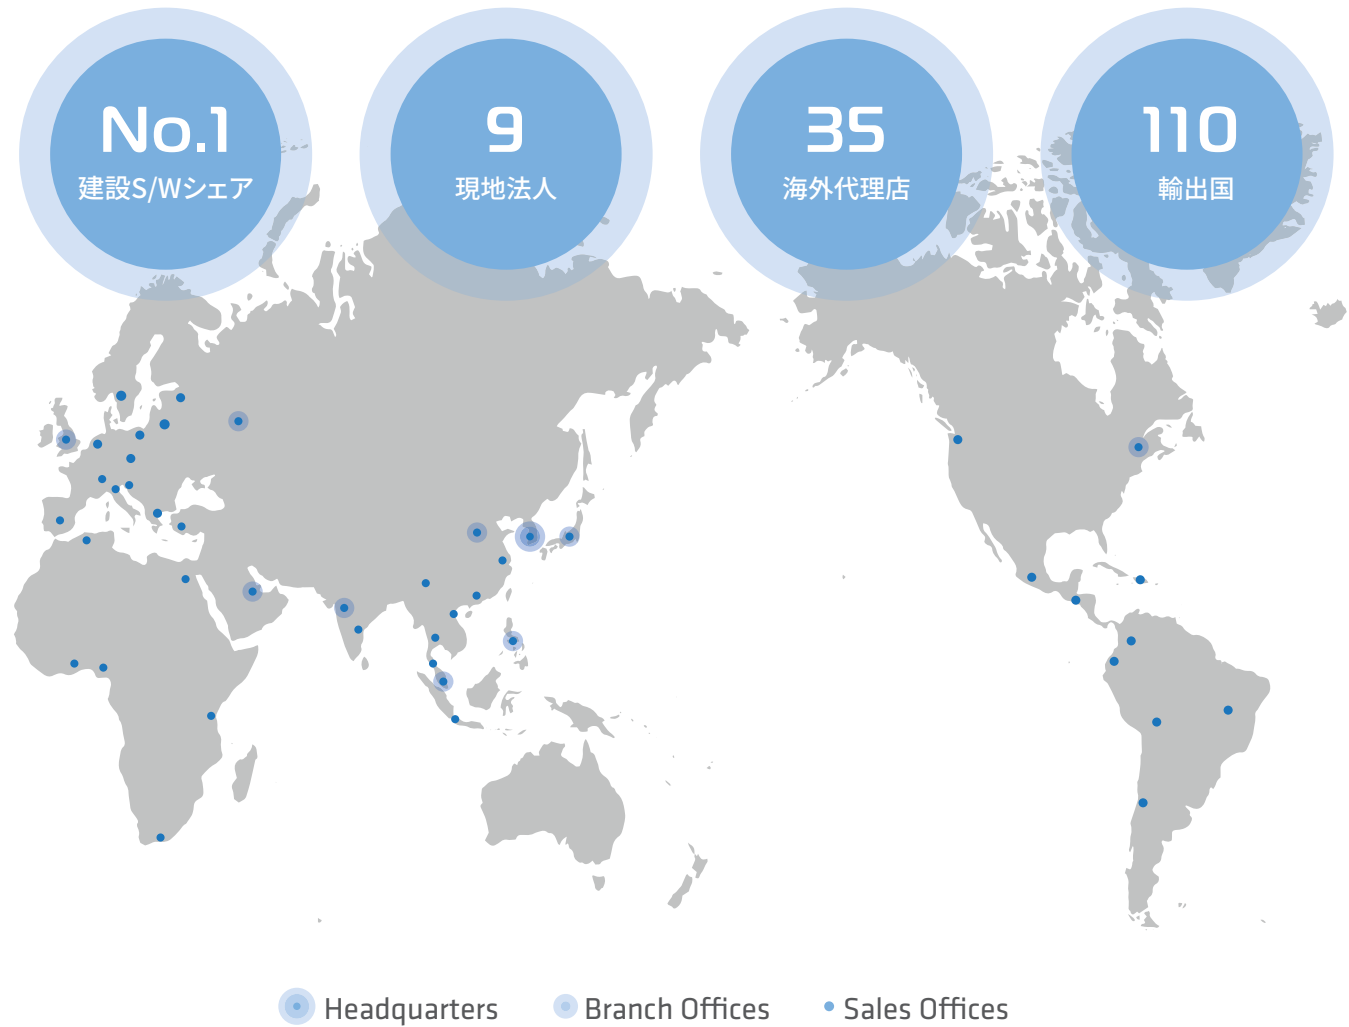 No.1
建設S/Wシェア
9
現地法人
35
海外代理店
110
輸出国
Headquarters
Branch Offices
Sales Offices